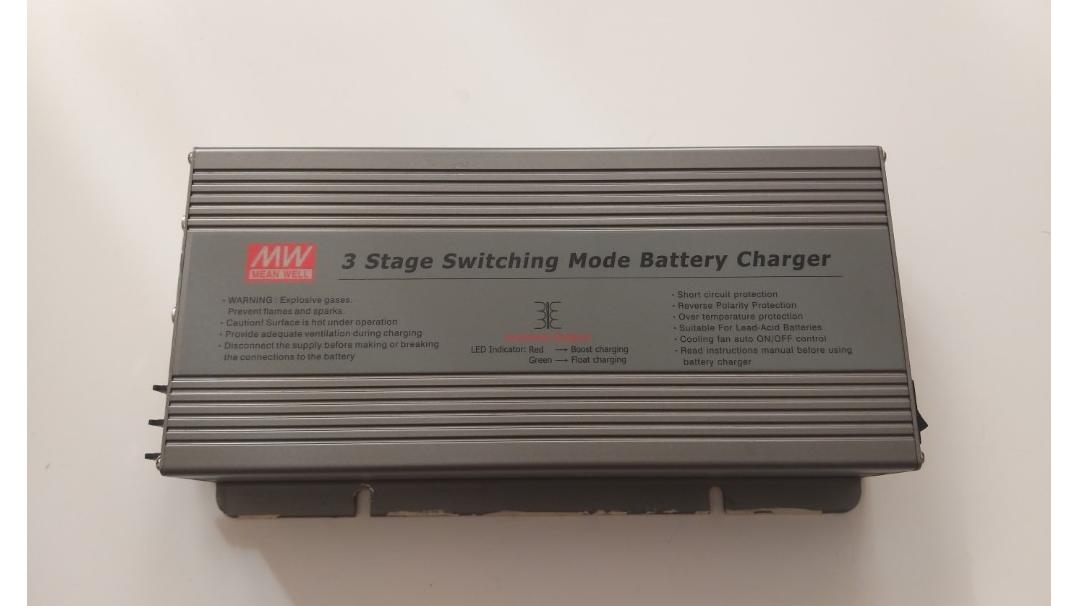 MW
MEAN WELL
3 Stage Switching Mode Battery Charger
- WARNING : Explosive gases.
Prevent flames and sparks.
- Caution! Surface is hot under operation
- Provide adequate ventilation during charging
- Disconnect the supply before making or breaking
the connections to the battery
LED Indicator: Red → Boost charging
Green → Float charging
- Short circuit protection
- Reverse Polarity Protection
- Over temperature protection
- Suitable For Lead-Acid Batteries
- Cooling fan auto ON/OFF control
- Read instructions manual before using
battery charger